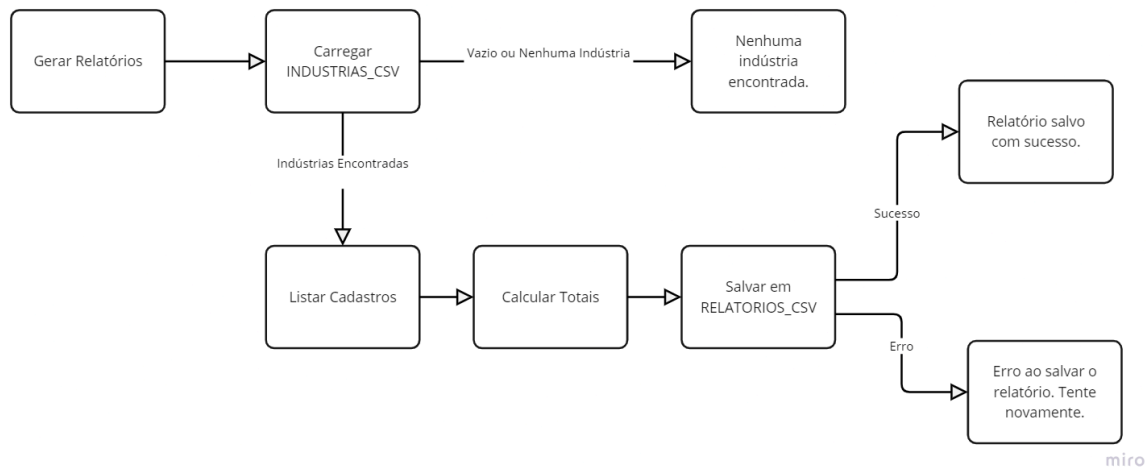 Gerar Relatórios
Carregar
INDUSTRIAS_CSV
Vazio ou Nenhuma Indústria
Nenhuma
indústria
encontrada.
Relatório salvo
com sucesso.
Indústrias Encontradas
Sucesso
Listar Cadastros
Calcular Totais
Salvar em
RELATORIOS_CSV
Erro
Erro ao salvar o
relatório. Tente
novamente.
miro